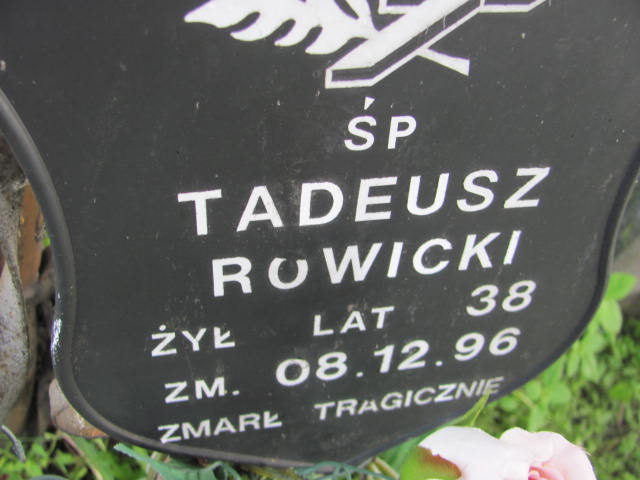 ŚP
TADEUSZ
ROWICKI
ŻYŁ LAT 38
ZM. 08.12.96
ZMARŁ TRAGICZNIE